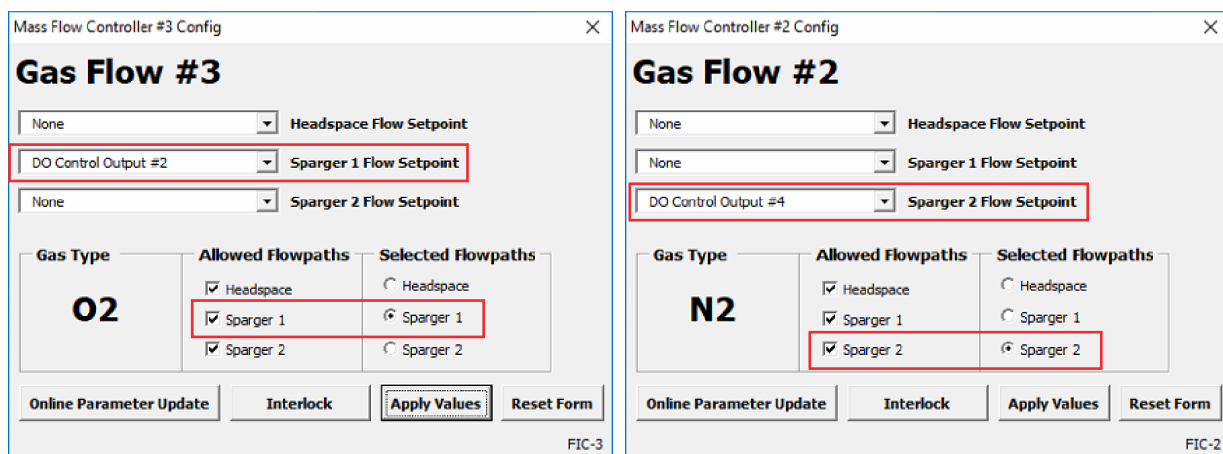 Mass Flow Controller #3 Config
Gas Flow #3
None Headspace Flow Setpoint
DO Control Output #2 Sparger 1 Flow Setpoint
None Sparger 2 Flow Setpoint
Gas Type Allowed Flowpaths Selected Flowpaths
O2
Headspace Headspace
Sparger 1 Sparger 1
Sparger 2 Sparger 2
Online Parameter Update Interlock Apply Values Reset Form
FIC-3
Mass Flow Controller #2 Config
Gas Flow #2
None Headspace Flow Setpoint
None Sparger 1 Flow Setpoint
DO Control Output #4 Sparger 2 Flow Setpoint
Gas Type Allowed Flowpaths Selected Flowpaths
N2
Headspace Headspace
Sparger 1 Sparger 1
Sparger 2 Sparger 2
Online Parameter Update Interlock Apply Values Reset Form
FIC-2